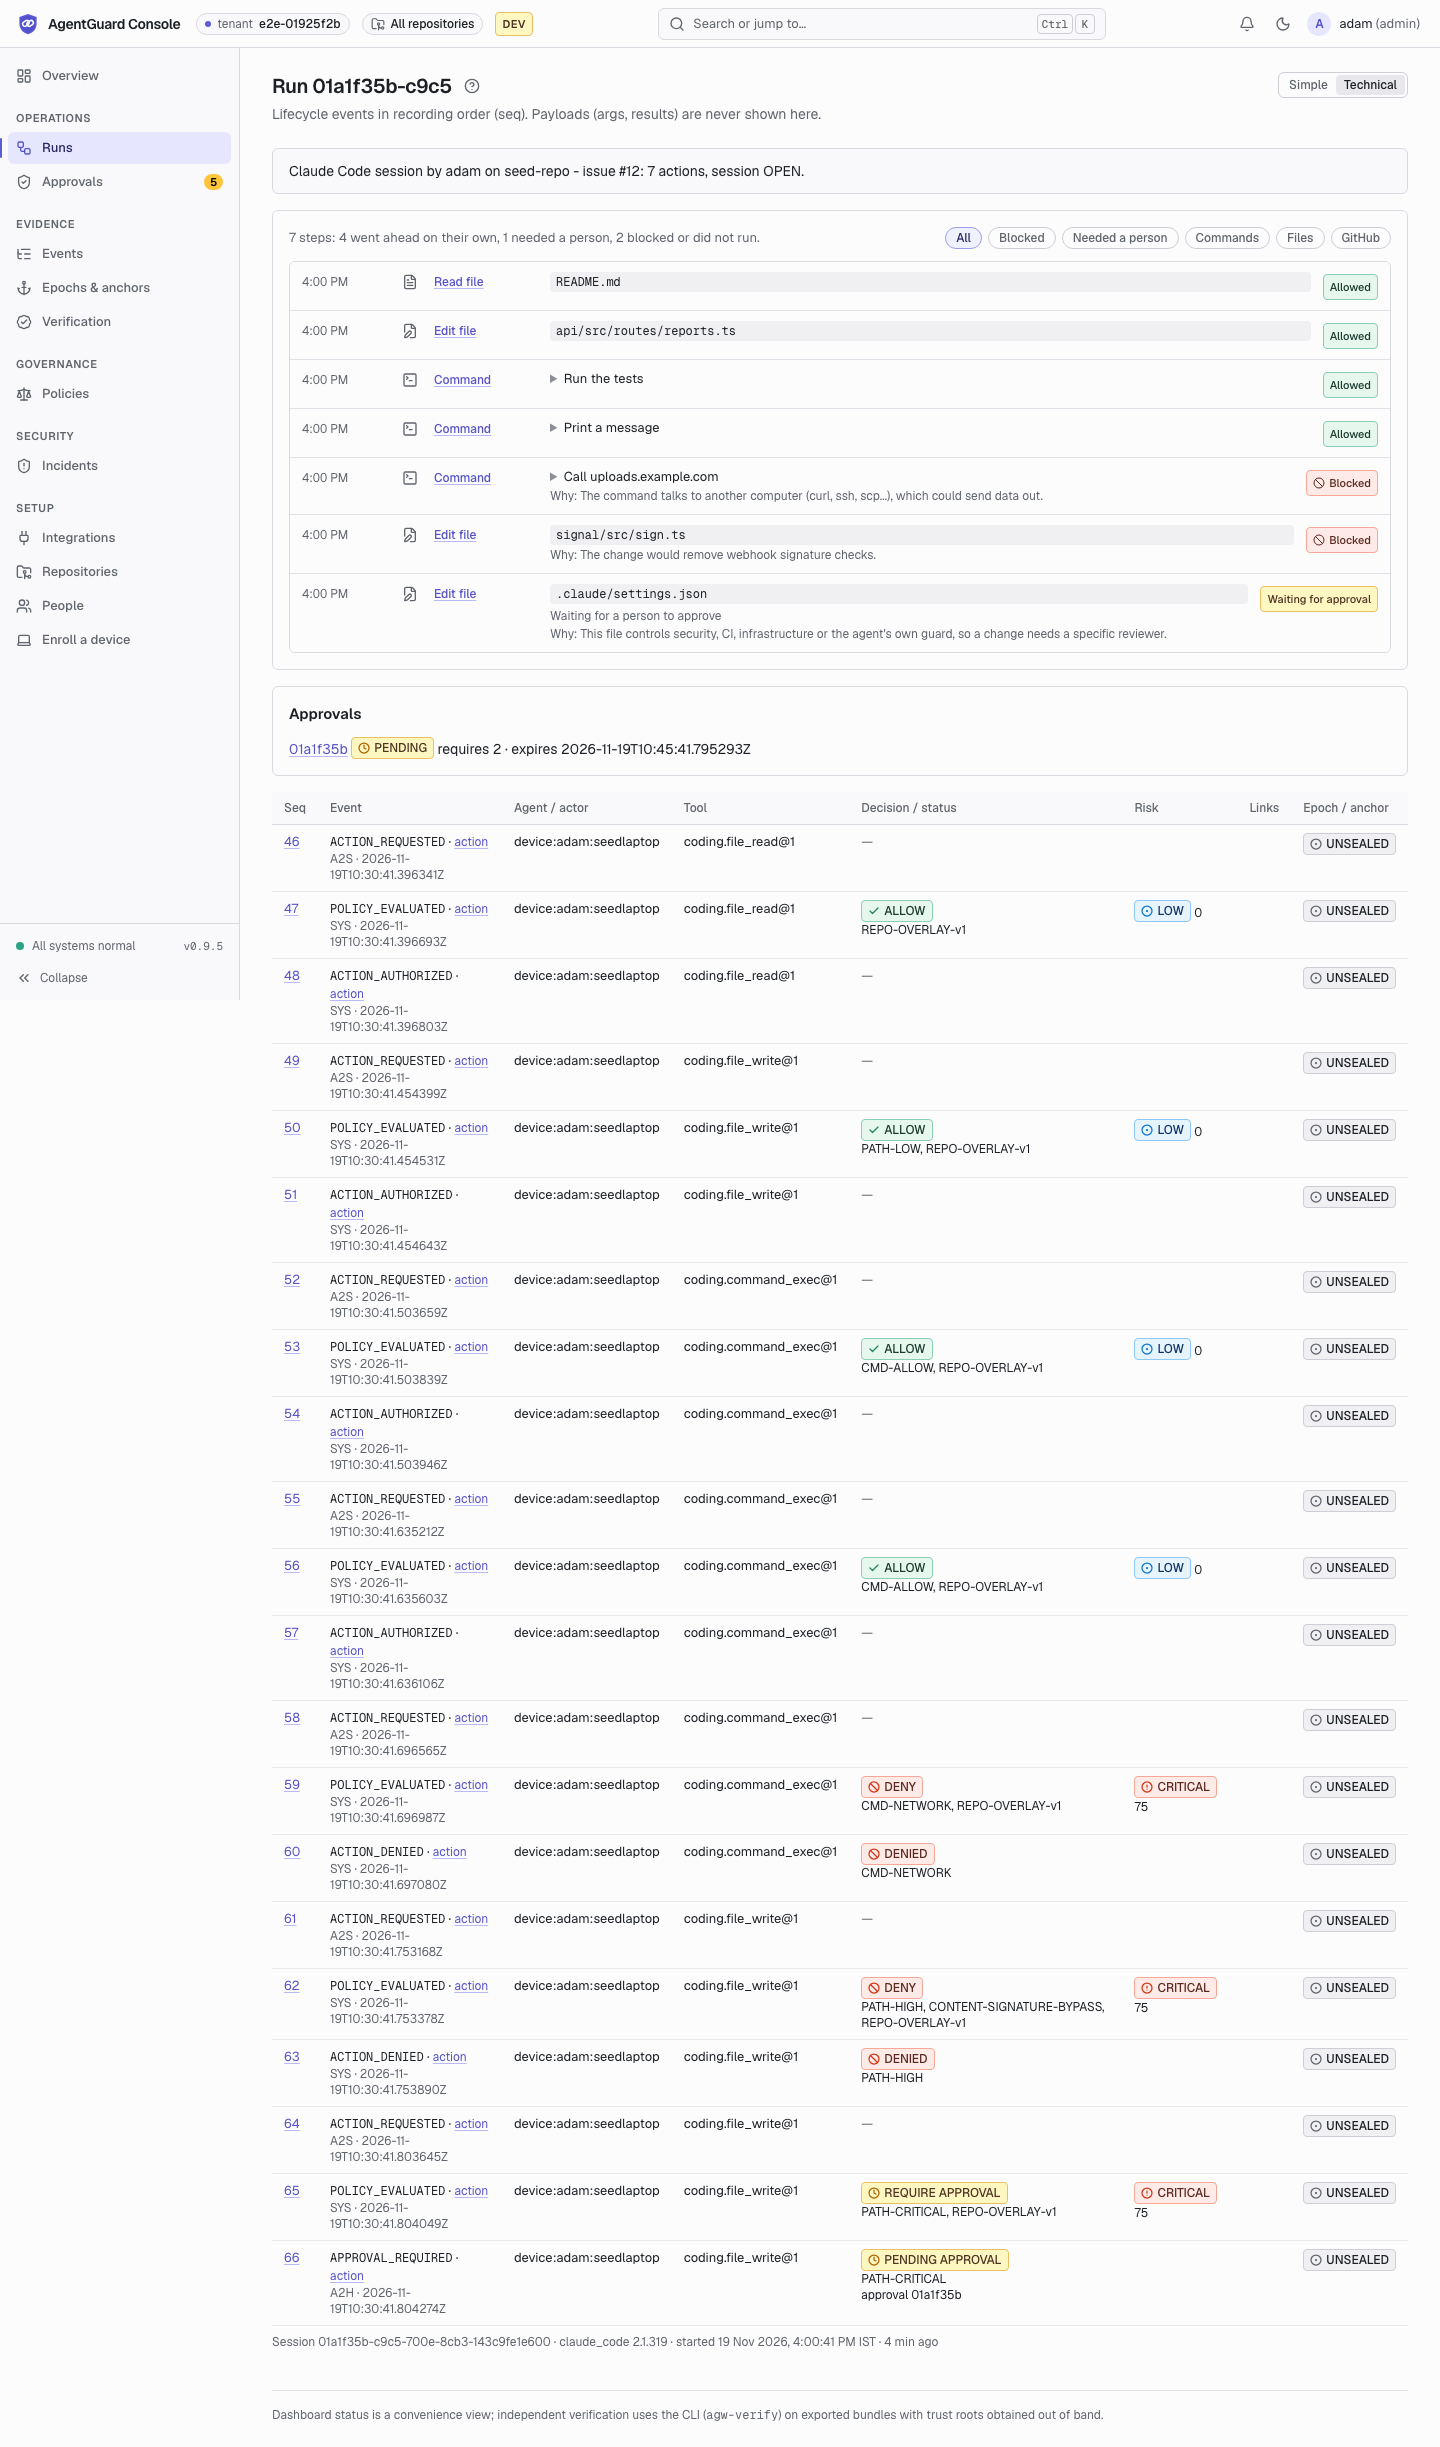 AgentGuard Console
tenant e2e-01925f2b
All repositories
DEV
Search or jump to...
Ctrl K
A
adam (admin)
Overview
OPERATIONS
Runs
Approvals
5
EVIDENCE
Events
Epochs & anchors
Verification
GOVERNANCE
Policies
SECURITY
Incidents
SETUP
Integrations
Repositories
People
Enroll a device
All systems normal
v0.9.5
Collapse
Run 01a1f35b-c9c5
Simple
Technical
Lifecycle events in recording order (seq). Payloads (args, results) are never shown here.
Claude Code session by adam on seed-repo - issue #12: 7 actions, session OPEN.
7 steps: 4 went ahead on their own, 1 needed a person, 2 blocked or did not run.
All
Blocked
Needed a person
Commands
Files
GitHub
4:00 PM Read file README.md Allowed
4:00 PM Edit file api/src/routes/reports.ts Allowed
4:00 PM Command Run the tests Allowed
4:00 PM Command Print a message Allowed
4:00 PM Command Call uploads.example.com Blocked
Why: The command talks to another computer (curl, ssh, scp...), which could send data out.
4:00 PM Edit file signal/src/sign.ts Blocked
Why: The change would remove webhook signature checks.
4:00 PM Edit file .claude/settings.json Waiting for approval
Waiting for a person to approve
Why: This file controls security, CI, infrastructure or the agent's own guard, so a change needs a specific reviewer.
Approvals
01a1f35b PENDING requires 2 · expires 2026-11-19T10:45:41.795293Z
Seq Event Agent / actor Tool Decision / status Risk Links Epoch / anchor
46 ACTION_REQUESTED · action device:adam:seedlaptop coding.file_read@1 — UNSEALED
A2S · 2026-11-
19T10:30:41.396341Z
47 POLICY_EVALUATED · action device:adam:seedlaptop coding.file_read@1 ALLOW LOW 0 UNSEALED
SYS · 2026-11- REPO-OVERLAY-v1
19T10:30:41.396693Z
48 ACTION_AUTHORIZED · device:adam:seedlaptop coding.file_read@1 — UNSEALED
action
SYS · 2026-11-
19T10:30:41.396803Z
49 ACTION_REQUESTED · action device:adam:seedlaptop coding.file_write@1 — UNSEALED
A2S · 2026-11-
19T10:30:41.454399Z
50 POLICY_EVALUATED · action device:adam:seedlaptop coding.file_write@1 ALLOW LOW 0 UNSEALED
SYS · 2026-11- PATH-LOW, REPO-OVERLAY-v1
19T10:30:41.454531Z
51 ACTION_AUTHORIZED · device:adam:seedlaptop coding.file_write@1 — UNSEALED
action
SYS · 2026-11-
19T10:30:41.454643Z
52 ACTION_REQUESTED · action device:adam:seedlaptop coding.command_exec@1 — UNSEALED
A2S · 2026-11-
19T10:30:41.503659Z
53 POLICY_EVALUATED · action device:adam:seedlaptop coding.command_exec@1 ALLOW LOW 0 UNSEALED
SYS · 2026-11- CMD-ALLOW, REPO-OVERLAY-v1
19T10:30:41.503839Z
54 ACTION_AUTHORIZED · device:adam:seedlaptop coding.command_exec@1 — UNSEALED
action
SYS · 2026-11-
19T10:30:41.503946Z
55 ACTION_REQUESTED · action device:adam:seedlaptop coding.command_exec@1 — UNSEALED
A2S · 2026-11-
19T10:30:41.635212Z
56 POLICY_EVALUATED · action device:adam:seedlaptop coding.command_exec@1 ALLOW LOW 0 UNSEALED
SYS · 2026-11- CMD-ALLOW, REPO-OVERLAY-v1
19T10:30:41.635603Z
57 ACTION_AUTHORIZED · device:adam:seedlaptop coding.command_exec@1 — UNSEALED
action
SYS · 2026-11-
19T10:30:41.636106Z
58 ACTION_REQUESTED · action device:adam:seedlaptop coding.command_exec@1 — UNSEALED
A2S · 2026-11-
19T10:30:41.696565Z
59 POLICY_EVALUATED · action device:adam:seedlaptop coding.command_exec@1 DENY CRITICAL UNSEALED
SYS · 2026-11- CMD-NETWORK, REPO-OVERLAY-v1 75
19T10:30:41.696987Z
60 ACTION_DENIED · action device:adam:seedlaptop coding.command_exec@1 DENIED UNSEALED
SYS · 2026-11- CMD-NETWORK
19T10:30:41.697080Z
61 ACTION_REQUESTED · action device:adam:seedlaptop coding.file_write@1 — UNSEALED
A2S · 2026-11-
19T10:30:41.753168Z
62 POLICY_EVALUATED · action device:adam:seedlaptop coding.file_write@1 DENY CRITICAL UNSEALED
SYS · 2026-11- PATH-HIGH, CONTENT-SIGNATURE-BYPASS, 75
19T10:30:41.753378Z REPO-OVERLAY-v1
63 ACTION_DENIED · action device:adam:seedlaptop coding.file_write@1 DENIED UNSEALED
SYS · 2026-11- PATH-HIGH
19T10:30:41.753890Z
64 ACTION_REQUESTED · action device:adam:seedlaptop coding.file_write@1 — UNSEALED
A2S · 2026-11-
19T10:30:41.803645Z
65 POLICY_EVALUATED · action device:adam:seedlaptop coding.file_write@1 REQUIRE APPROVAL CRITICAL UNSEALED
SYS · 2026-11- PATH-CRITICAL, REPO-OVERLAY-v1 75
19T10:30:41.804049Z
66 APPROVAL_REQUIRED · device:adam:seedlaptop coding.file_write@1 PENDING APPROVAL UNSEALED
action PATH-CRITICAL
A2H · 2026-11- approval 01a1f35b
19T10:30:41.804274Z
Session 01a1f35b-c9c5-700e-8cb3-143c9fe1e600 · claude_code 2.1.319 · started 19 Nov 2026, 4:00:41 PM IST · 4 min ago
Dashboard status is a convenience view; independent verification uses the CLI (agw-verify) on exported bundles with trust roots obtained out of band.